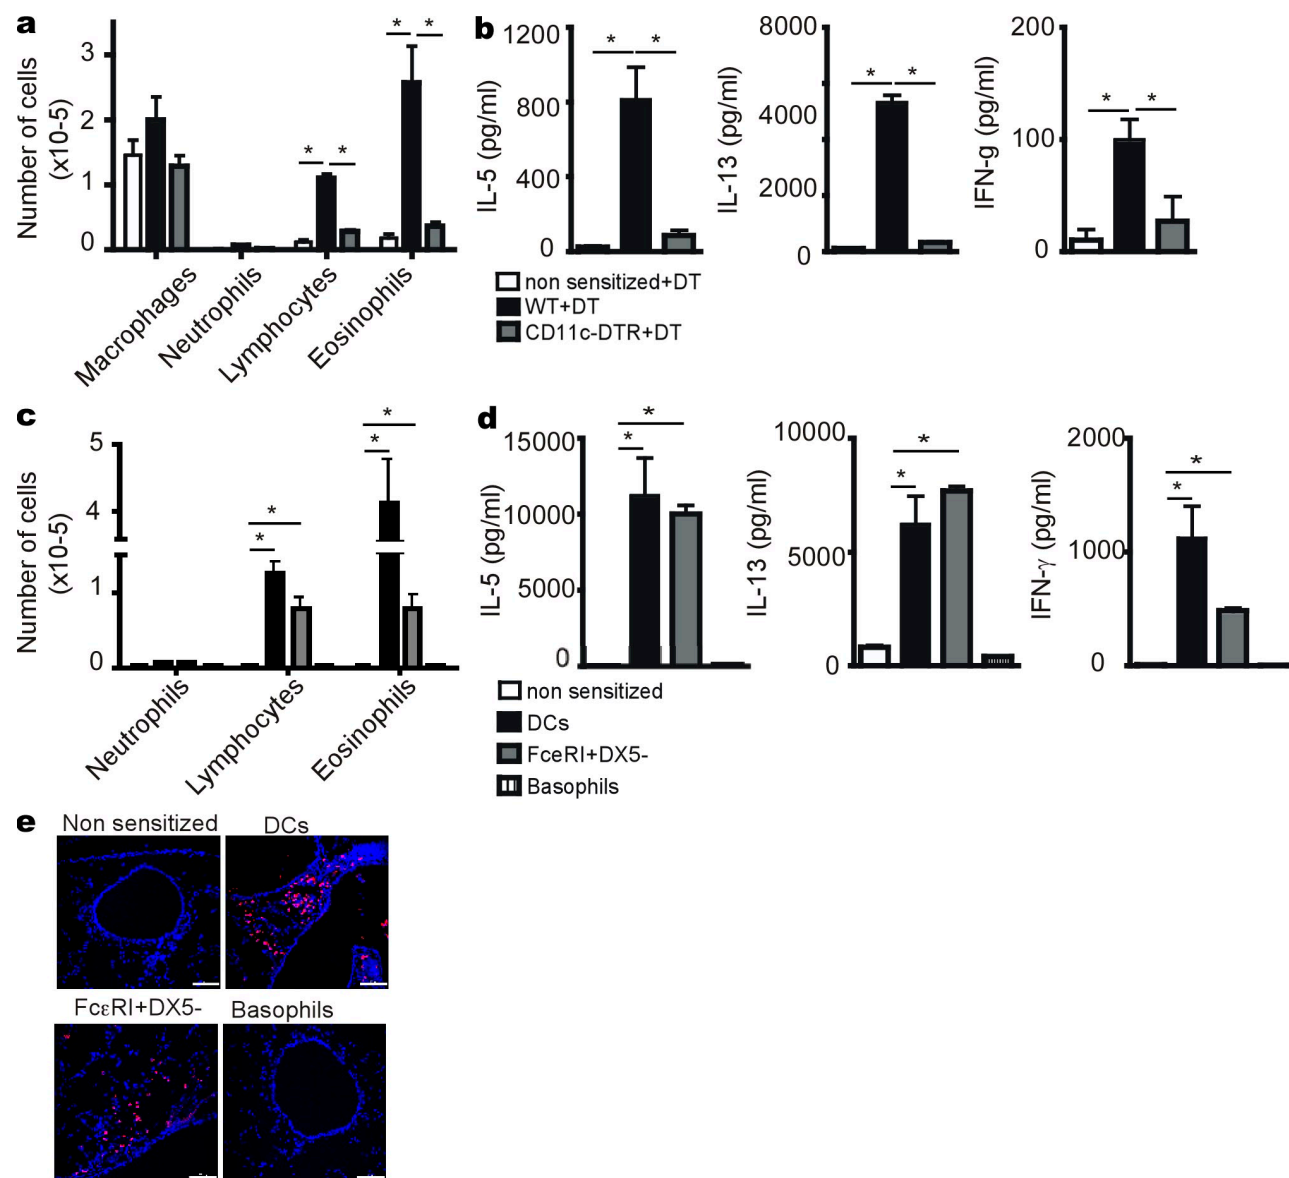 a
Number of cells
(x10-5)
3
2
1
0
* *
* *
Macrophages
Neutrophils
Lymphocytes
Eosinophils
b
IL-5 (pg/ml)
1200
800
400
0
* *
IL-13 (pg/ml)
8000
4000
2000
0
* *
IFN-g (pg/ml)
200
100
0
* *
non sensitized+DT
WT+DT
CD11c-DTR+DT
c
Number of cells
(x10-5)
5
4
1
0
*
*
*
*
Neutrophils
Lymphocytes
Eosinophils
d
IL-5 (pg/ml)
15000
10000
5000
0
*
*
IL-13 (pg/ml)
10000
5000
0
*
*
IFN-γ (pg/ml)
2000
1000
0
*
*
non sensitized
DCs
FceRI+DX5-
Basophils
e
Non sensitized
DCs
FcεRI+DX5-
Basophils